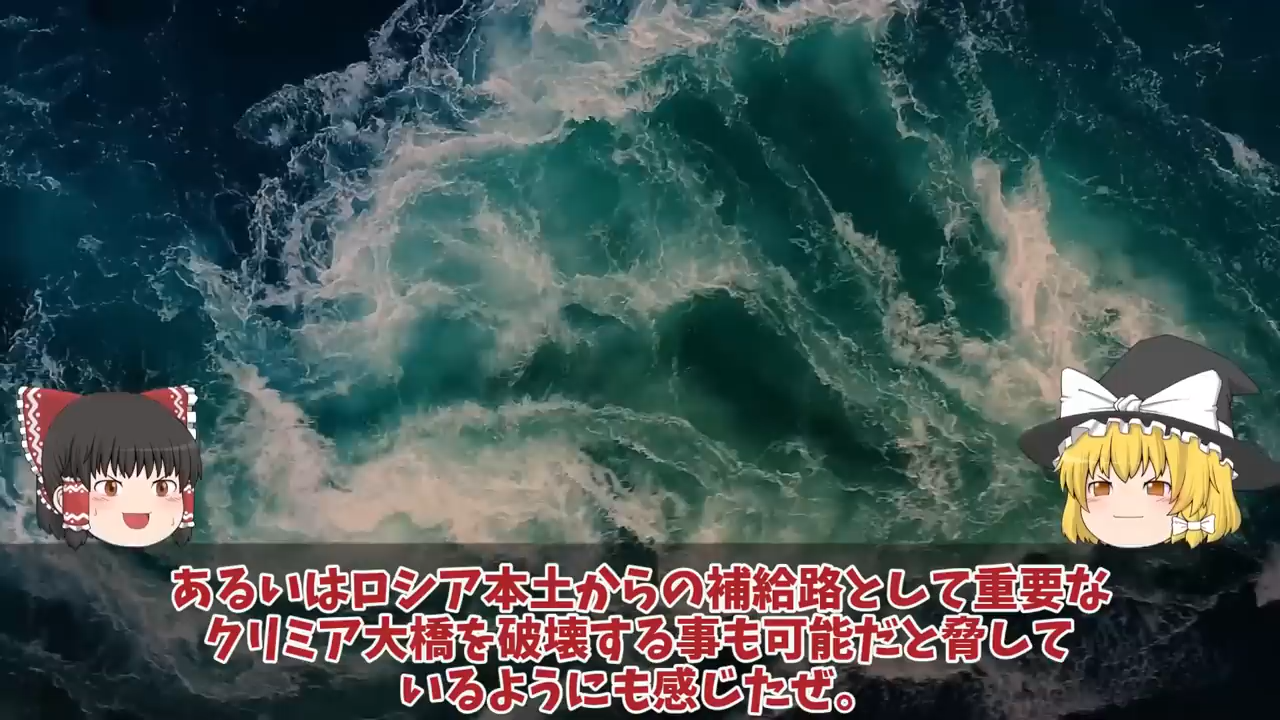 あるいはロシア本土からの補給路として重要な
クリミア大橋を破壊する事も可能だと脅して
いるようにも感じたぜ。